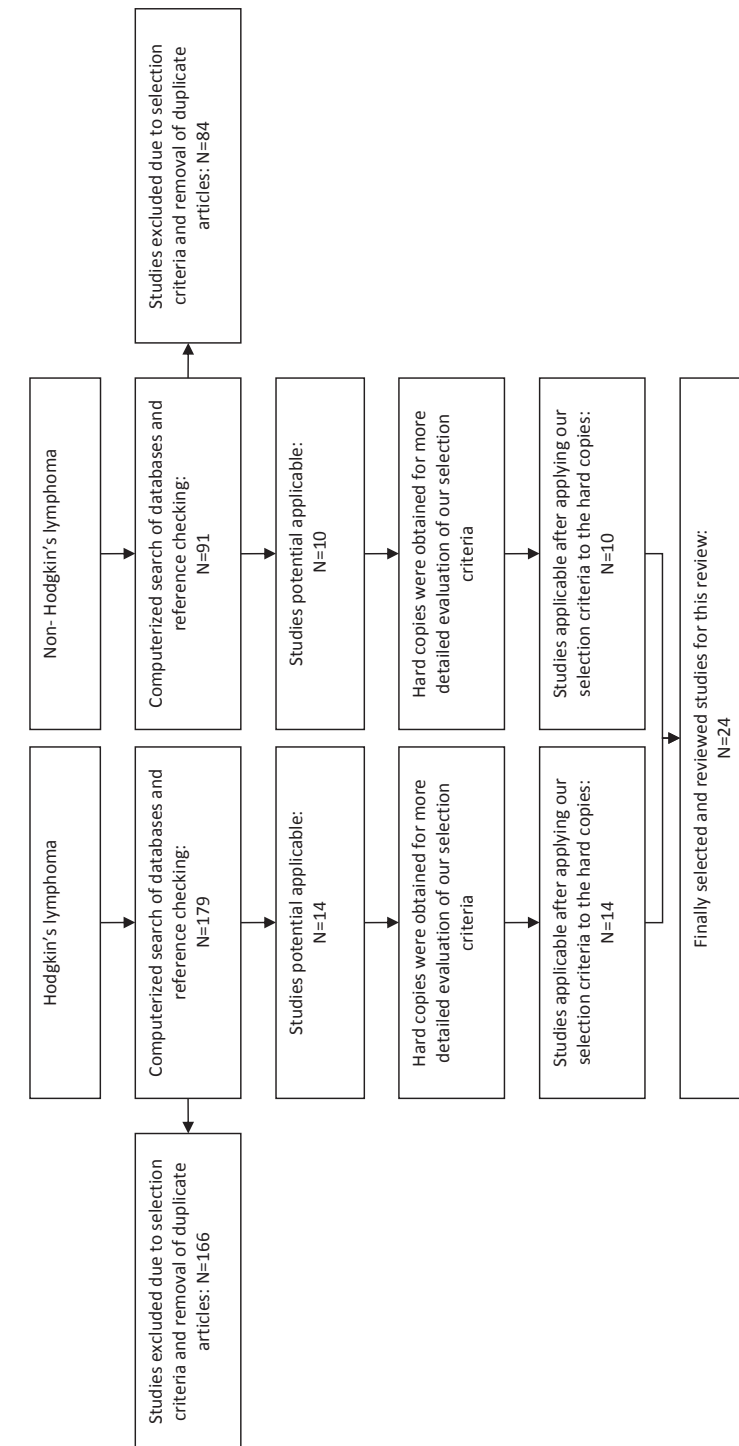 Hodgkin's lymphoma
Computerized search of databases and
reference checking:
N=179
Studies excluded due to selection
criteria and removal of duplicate
articles: N=166
Studies potential applicable:
N=14
Hard copies were obtained for more
detailed evaluation of our selection
criteria
Studies applicable after applying our
selection criteria to the hard copies:
N=14
Non- Hodgkin's lymphoma
Computerized search of databases and
reference checking:
N=91
Studies excluded due to selection
criteria and removal of duplicate
articles: N=84
Studies potential applicable:
N=10
Hard copies were obtained for more
detailed evaluation of our selection
criteria
Studies applicable after applying our
selection criteria to the hard copies:
N=10
Finally selected and reviewed studies for this review:
N=24